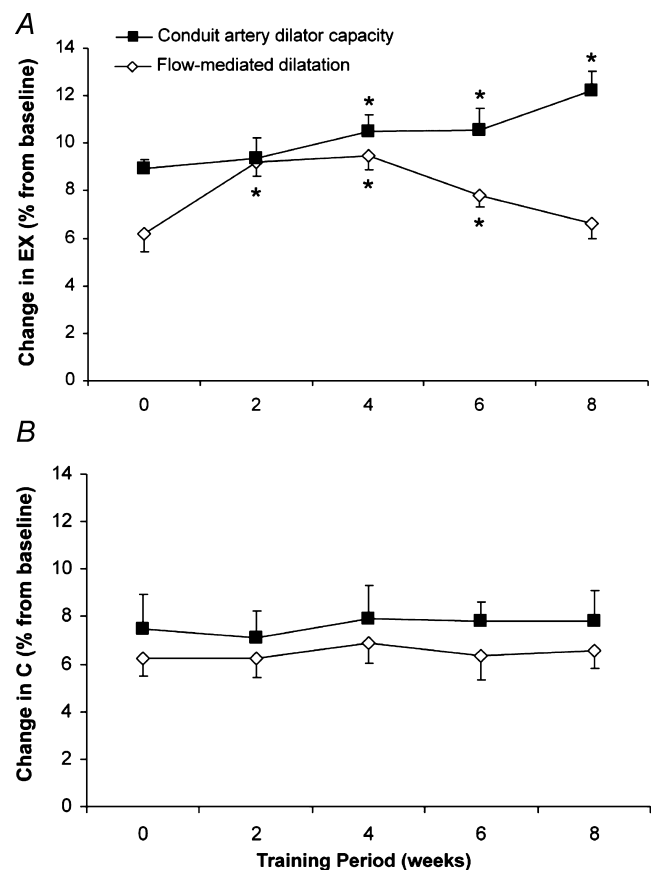 A
Conduit artery dilator capacity
Flow-mediated dilatation
Change in EX (% from baseline)
14
12
10
8
6
4
2
0
* * *
* * *
0 2 4 6 8
B
Change in C (% from baseline)
14
12
10
8
6
4
2
0
0 2 4 6 8
Training Period (weeks)